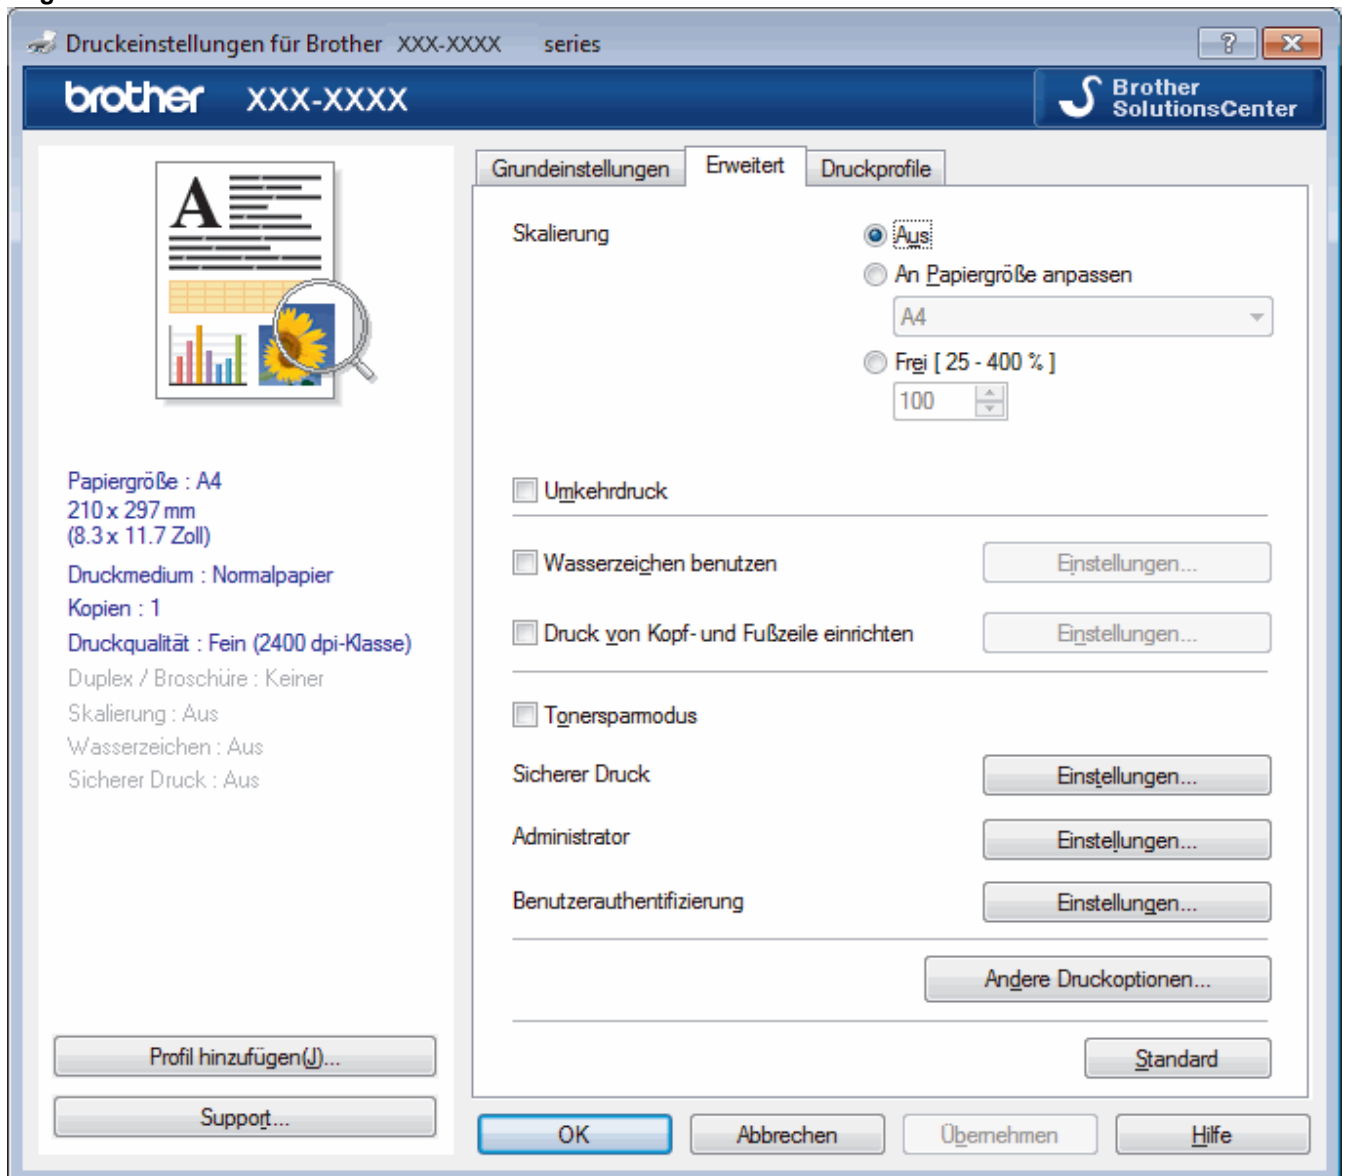 Druckeinstellungen für Brother XXX-XXXX series
brother XXX-XXXX
Brother
SolutionsCenter
A
Papiergröße : A4
210 x 297 mm
(8.3 x 11.7 Zoll)
Druckmedium : Normalpapier
Kopien : 1
Druckqualität : Fein (2400 dpi-Klasse)
Duplex / Broschüre : Keiner
Skalierung : Aus
Wasserzeichen : Aus
Sicherer Druck : Aus
Profil hinzufügen(J)...
Support...
Grundeinstellungen Erweitert Druckprofile
Skalierung Aus
An Papiergröße anpassen
A4
Frei [ 25 - 400 % ]
100
Umkehrdruck
Wasserzeichen benutzen Einstellungen...
Druck von Kopf- und Fußzeile einrichten Einstellungen...
Tonersparmodus
Sicherer Druck Einstellungen...
Administrator Einstellungen...
Benutzerauthentifizierung Einstellungen...
Andere Druckoptionen...
Standard
OK Abbrechen Übernehmen Hilfe